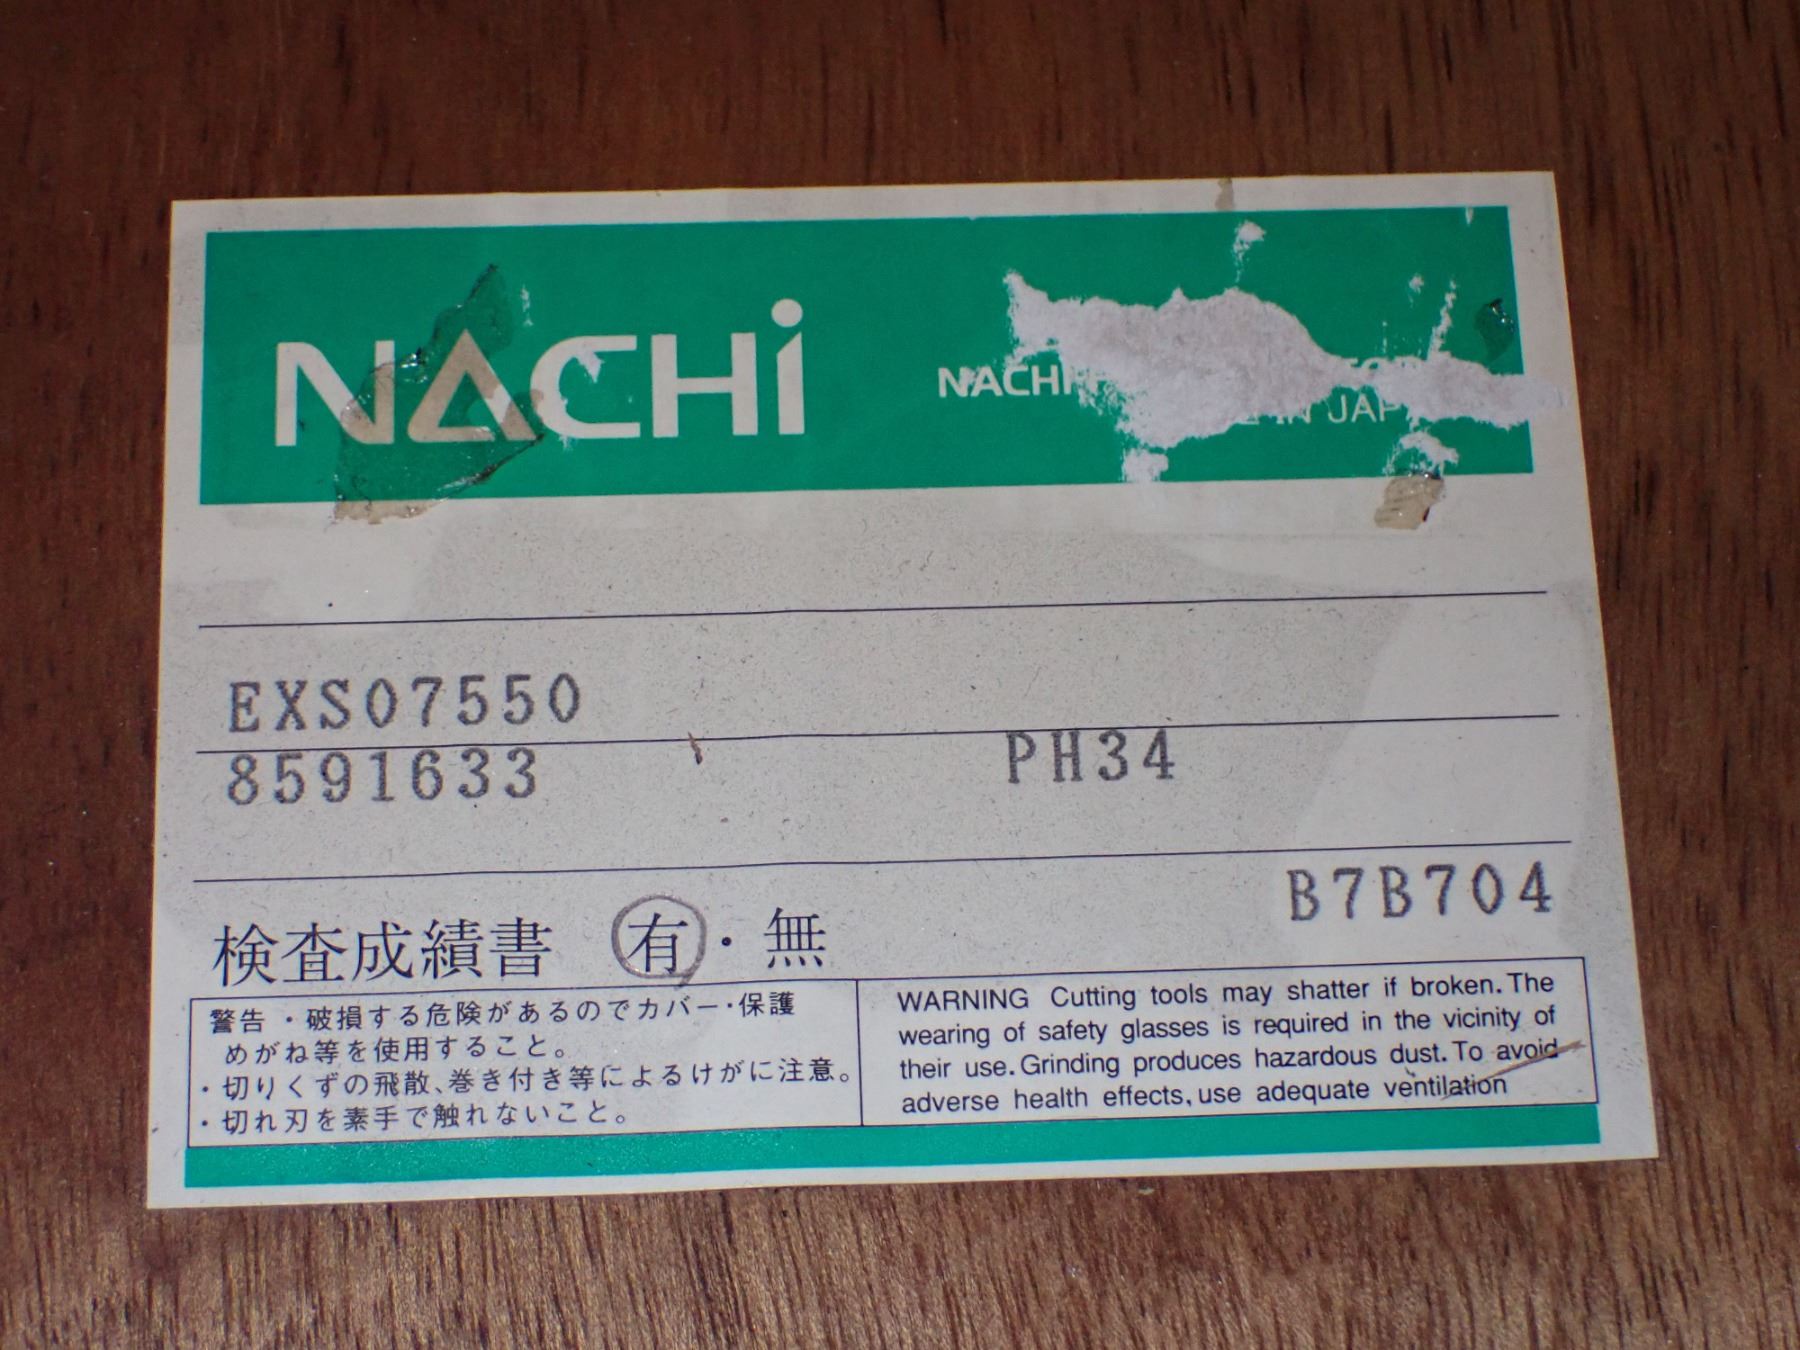 NACHi
NACHI
IN JAP
EXS07550
8591633 PH34
B7B704
検査成績書 有・無
警告・破損する危険があるのでカバー・保護
めがね等を使用すること。
・切りくずの飛散、巻き付き等によるけがに注意。
・切れ刃を素手で触れないこと。
WARNING Cutting tools may shatter if broken. The
wearing of safety glasses is required in the vicinity of
their use. Grinding produces hazardous dust. To avoid
adverse health effects, use adequate ventilation